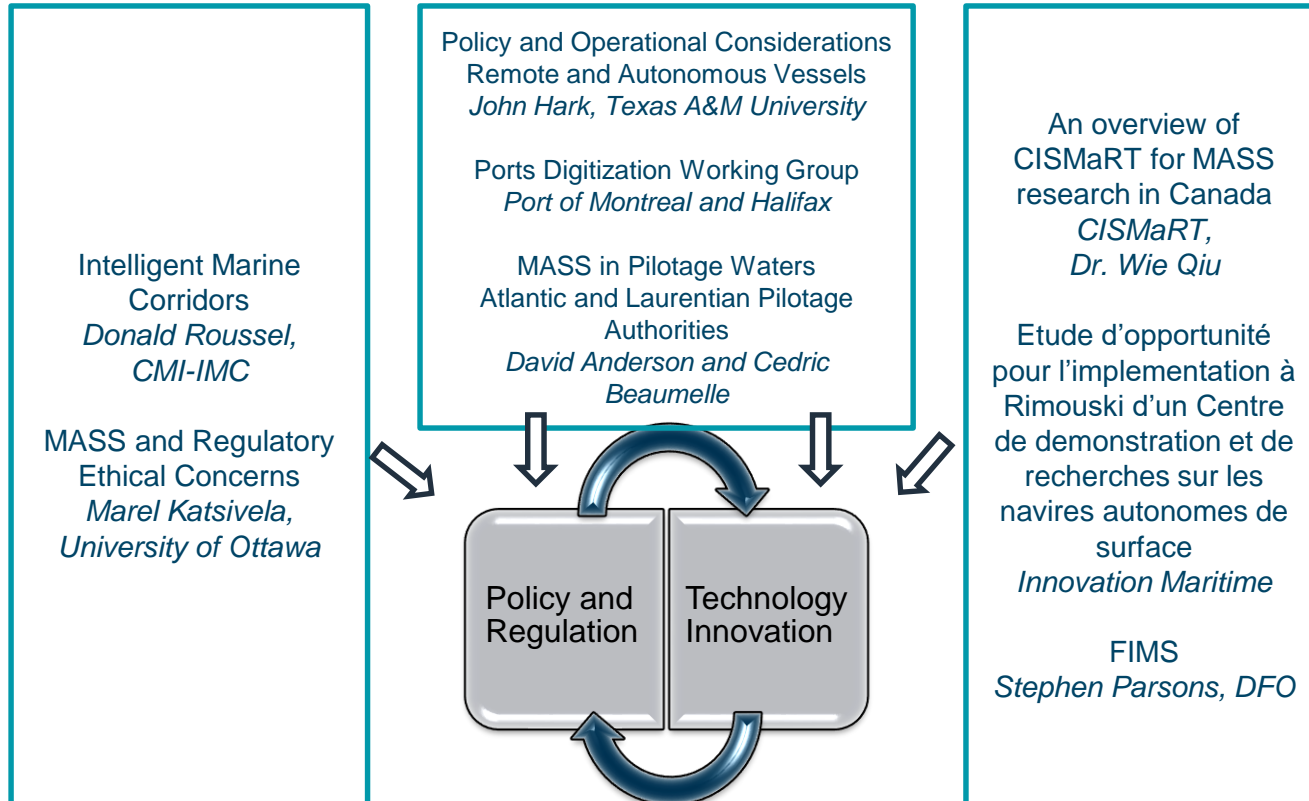 Intelligent Marine
Corridors
Donald Roussel,
CMI-IMC
MASS and Regulatory
Ethical Concerns
Marel Katsivela,
University of Ottawa
Policy and Operational Considerations
Remote and Autonomous Vessels
John Hark, Texas A&M University
Ports Digitization Working Group
Port of Montreal and Halifax
MASS in Pilotage Waters
Atlantic and Laurentian Pilotage
Authorities
David Anderson and Cedric
Beaumelle
Policy and
Regulation
Technology
Innovation
An overview of
CISMaRT for MASS
research in Canada
CISMaRT,
Dr. Wie Qiu
Etude d’opportunité
pour l’implementation à
Rimouski d’un Centre
de demonstration et de
recherches sur les
navires autonomes de
surface
Innovation Maritime
FIMS
Stephen Parsons, DFO